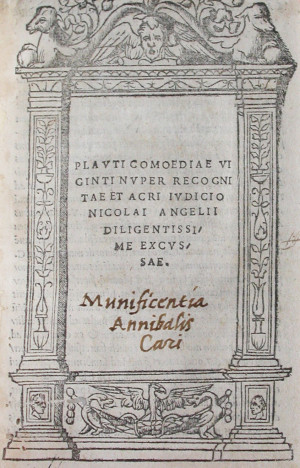 PLAVTI COMOEDIAE VI
GINTI NVPER RECOGNI
TAE ET ACRI IVDICIO
NICOLAI ANGELII
DILIGENTISSI/
ME EXCVS/
SAE.
Munificentia
Annibalis
Cari